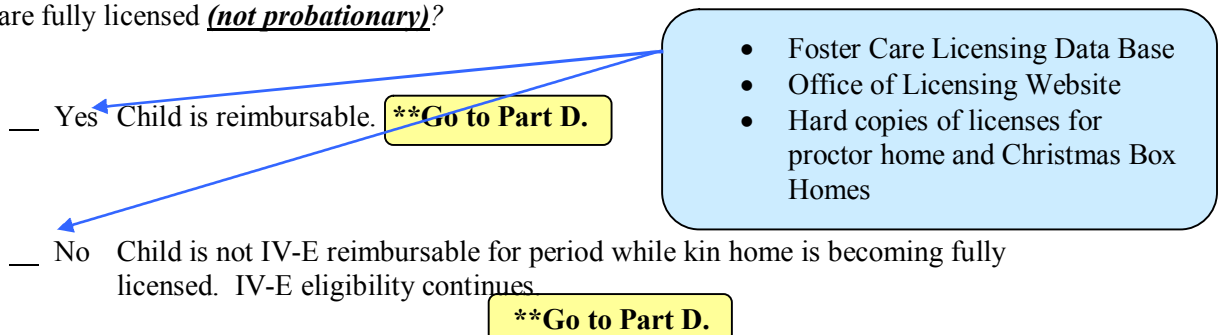 are fully licensed (not probationary)?
• Foster Care Licensing Data Base
• Office of Licensing Website
• Hard copies of licenses for
proctor home and Christmas Box
Homes
__ Yes Child is reimbursable. **Go to Part D.
__ No Child is not IV-E reimbursable for period while kin home is becoming fully
licensed. IV-E eligibility continues.
**Go to Part D.